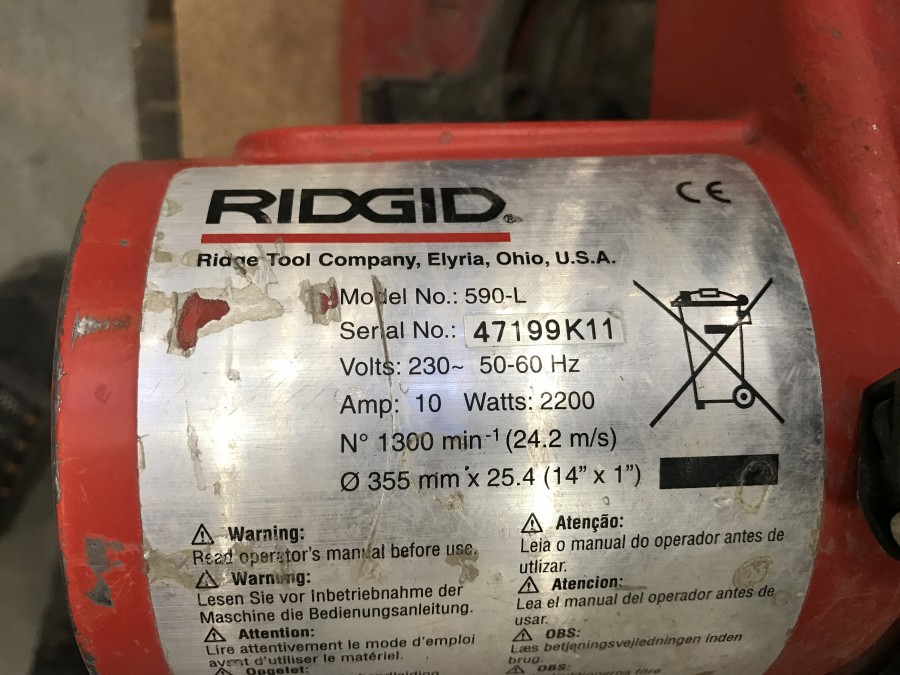 RIDGID®
CE
Ridge Tool Company, Elyria, Ohio, U.S.A.
Model No.: 590-L
Serial No.: 47199K11
Volts: 230~ 50-60 Hz
Amp: 10 Watts: 2200
N° 1300 min-1 (24.2 m/s)
Ø 355 mm x 25.4 (14” x 1”)
Warning:
Read operator's manual before use.
Warnung:
Lesen Sie vor Inbetriebnahme der
Maschine die Bedienungsanleitung.
Attention:
Lire attentivement le mode d'emploi
avant d'utiliser le matériel.
Opgelet:
Atenção:
Leia o manual do operador antes de
utlizar.
Atencion:
Lea el manual del operador antes de
usar.
OBS:
Læs betjeningsvejledningen inden
brug.
OBS: